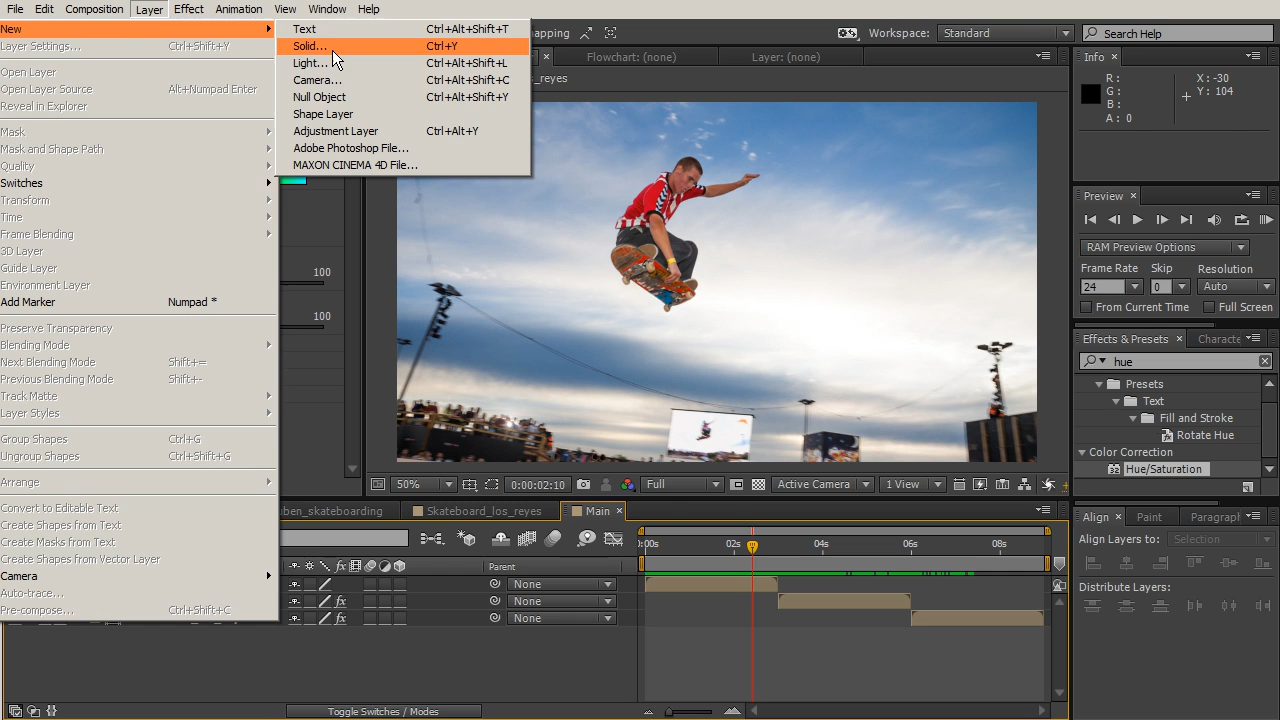 File Edit Composition Layer Effect Animation View Window Help
New
Layer Settings... Ctrl+Shift+Y
Open Layer
Open Layer Source Alt+Numpad Enter
Reveal in Explorer
Mask
Mask and Shape Path
Quality
Switches
Transform
Time
Frame Blending
3D Layer
Guide Layer
Environment Layer
Add Marker Numpad *
Preserve Transparency
Blending Mode
Next Blending Mode Shift+=
Previous Blending Mode Shift+-
Track Matte
Layer Styles
Group Shapes Ctrl+G
Ungroup Shapes Ctrl+Shift+G
Arrange
Convert to Editable Text
Create Shapes from Text
Create Masks from Text
Create Shapes from Vector Layer
Camera
Auto-trace...
Pre-compose... Ctrl+Shift+C
Text Ctrl+Alt+Shift+T
Solid... Ctrl+Y
Light... Ctrl+Alt+Shift+L
Camera... Ctrl+Alt+Shift+C
Null Object Ctrl+Alt+Shift+Y
Shape Layer
Adjustment Layer Ctrl+Alt+Y
Adobe Photoshop File...
MAXON CINEMA 4D File...
100
100
Workspace: Standard
Search Help
Flowchart: (none) Layer: (none)
_reyes
Info
R :
G :
B :
A : 0
X : -30
Y : 104
Preview
RAM Preview Options
Frame Rate Skip Resolution
24 0 Auto
From Current Time Full Screen
Effects & Presets
hue
Presets
Text
Fill and Stroke
Rotate Hue
Color Correction
Hue/Saturation
50% 0:00:02:10 Full Active Camera 1 View
uben_skateboarding Skateboard_los_reyes Main
:00s 02s 04s 06s 08s
fx Parent
None
fx None
fx None
Toggle Switches / Modes
Align Paint Paragraph
Align Layers to: Selection
Distribute Layers: